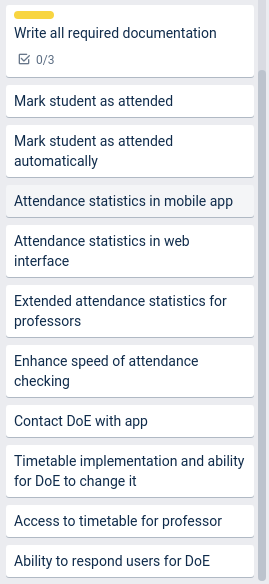 Write all required documentation
0/3
Mark student as attended
Mark student as attended
automatically
Attendance statistics in mobile app
Attendance statistics in web
interface
Extended attendance statistics for
professors
Enhance speed of attendance
checking
Contact DoE with app
Timetable implementation and ability
for DoE to change it
Access to timetable for professor
Ability to respond users for DoE